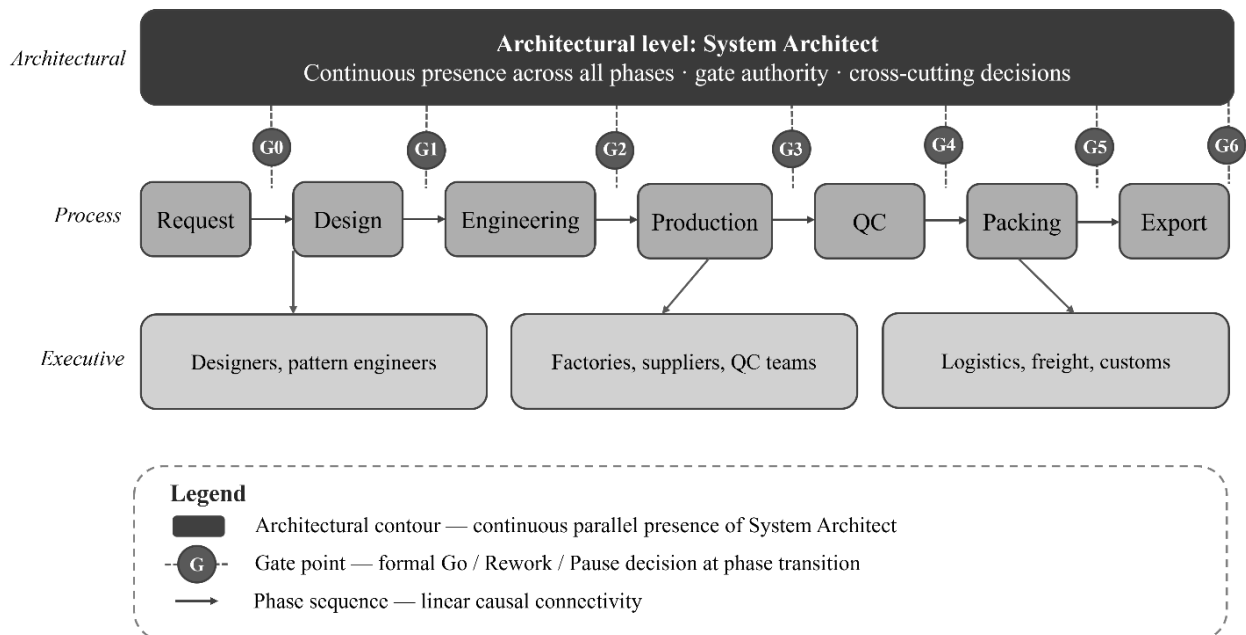 Architectural
Architectural level: System Architect
Continuous presence across all phases · gate authority · cross-cutting decisions
G0
G1
G2
G3
G4
G5
G6
Process
Request
Design
Engineering
Production
QC
Packing
Export
Executive
Designers, pattern engineers
Factories, suppliers, QC teams
Logistics, freight, customs
Legend
Architectural contour — continuous parallel presence of System Architect
G
Gate point — formal Go / Rework / Pause decision at phase transition
Phase sequence — linear causal connectivity